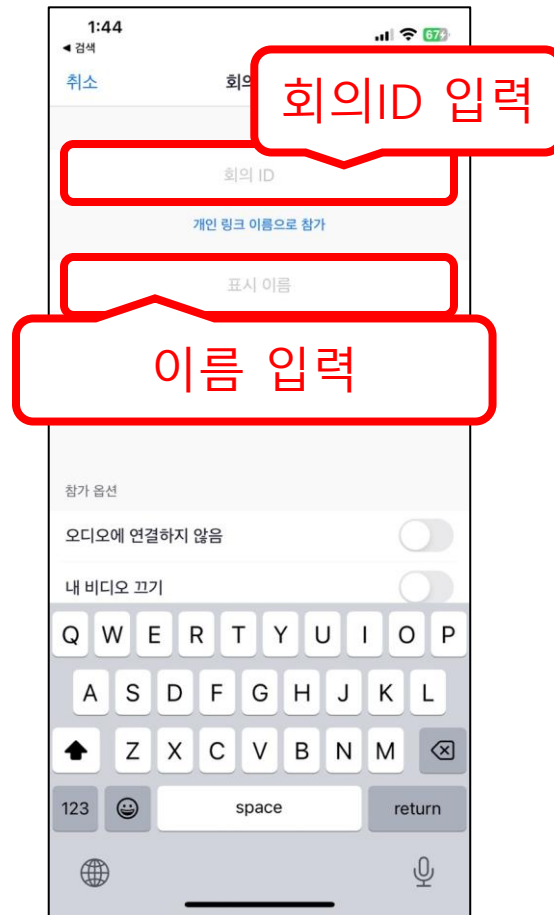 1:44
67
◀ 검색
취소
회의ID 입력
회의 ID
개인 링크 이름으로 참가
표시 이름
이름 입력
참가 옵션
오디오에 연결하지 않음
내 비디오 끄기
Q W E R T Y U I O P
A S D F G H J K L
Z X C V B N M
123 space return